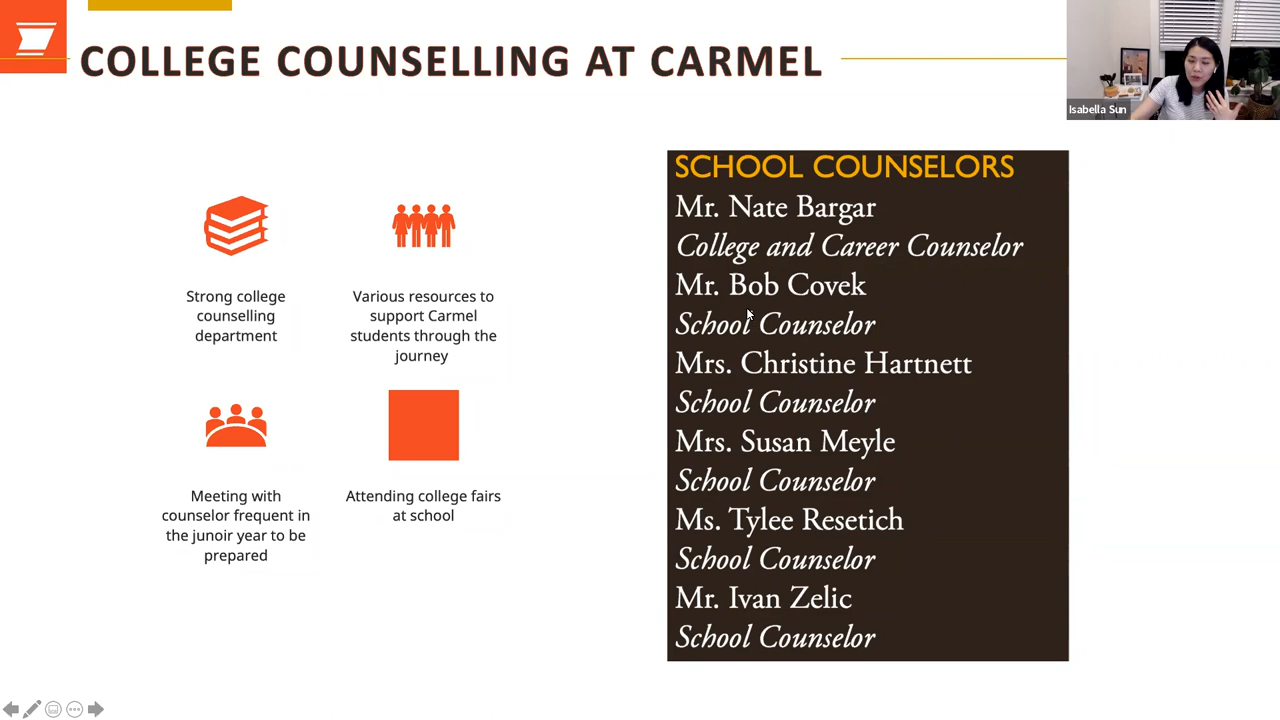 COLLEGE COUNSELLING AT CARMEL
Isabella Sun
Strong college
counselling
department
Various resources to
support Carmel
students through the
journey
Meeting with
counselor frequent in
the junoir year to be
prepared
Attending college fairs
at school
SCHOOL COUNSELORS
Mr. Nate Bargar
College and Career Counselor
Mr. Bob Covek
School Counselor
Mrs. Christine Hartnett
School Counselor
Mrs. Susan Meyle
School Counselor
Ms. Tylee Resetich
School Counselor
Mr. Ivan Zelic
School Counselor